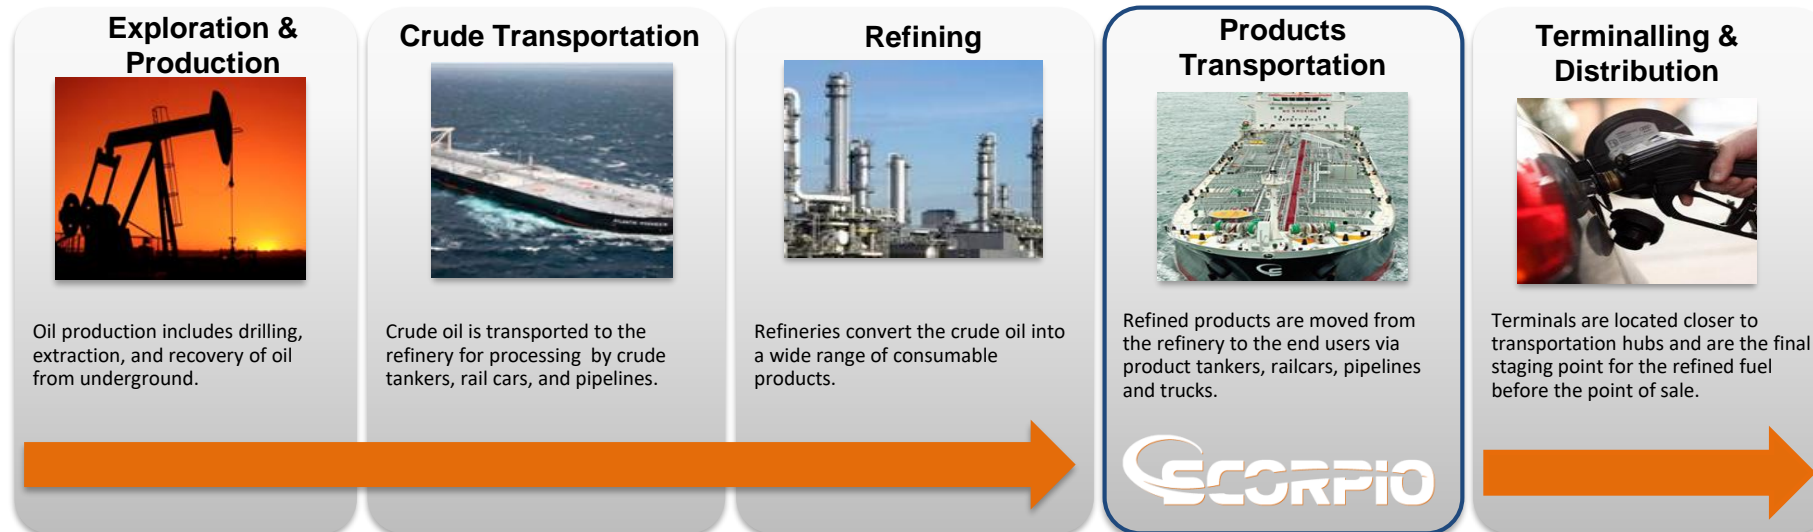 Exploration &
Production
Oil production includes drilling,
extraction, and recovery of oil
from underground.
Crude Transportation
Crude oil is transported to the
refinery for processing  by crude
tankers, rail cars, and pipelines.
Refining
Refineries convert the crude oil into
a wide range of consumable
products.
Products
Transportation
Refined products are moved from
the refinery to the end users via
product tankers, railcars, pipelines
and trucks.
SCORPIO
Terminalling &
Distribution
Terminals are located closer to
transportation hubs and are the final
staging point for the refined fuel
before the point of sale.